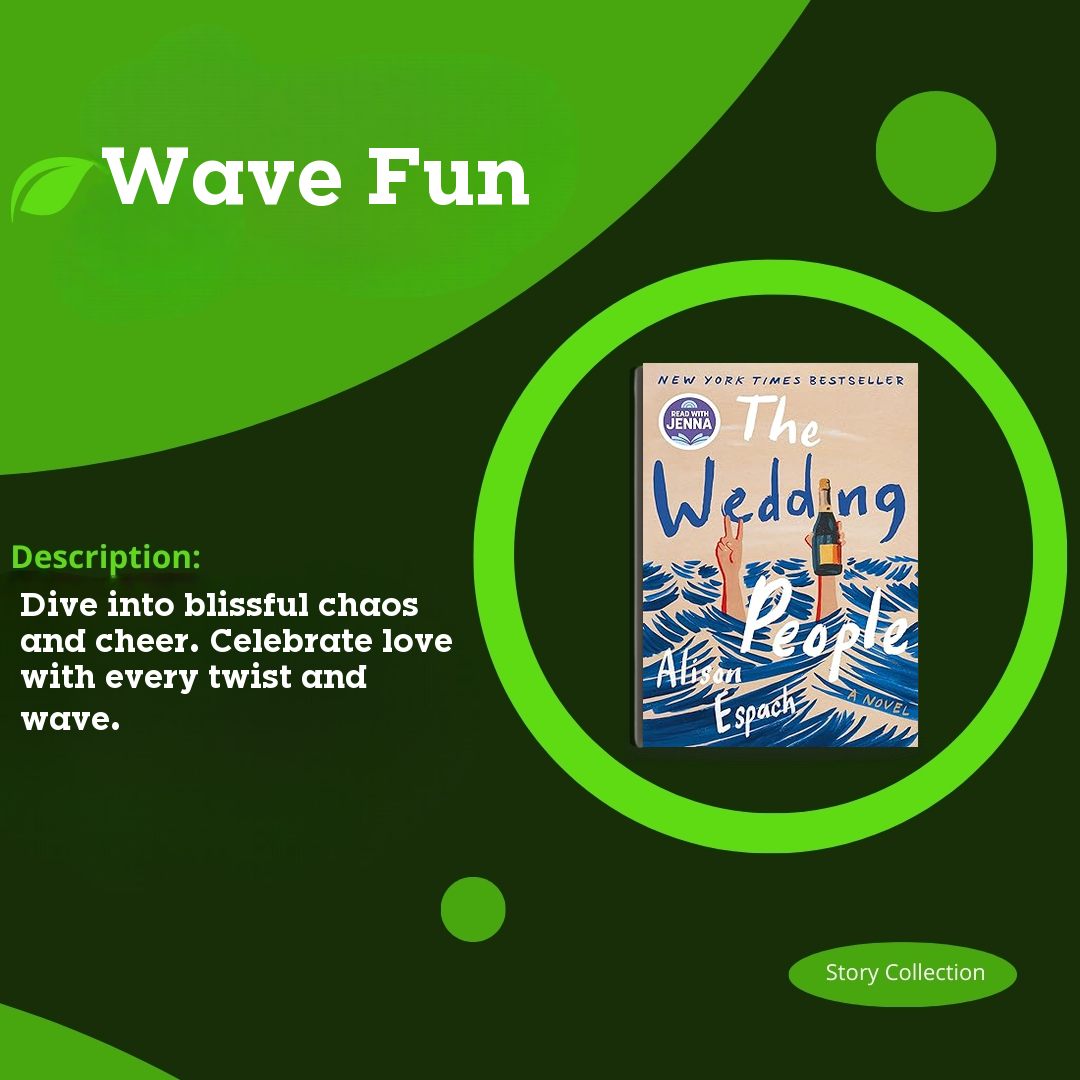 Wave Fun
Description:
Dive into blissful chaos
and cheer. Celebrate love
with every twist and
wave.
NEW YORK TIMES BESTSELLER
READ WITH
JENNA
The
Wedding
People
Alison
Espach
A NOVEL
Story Collection